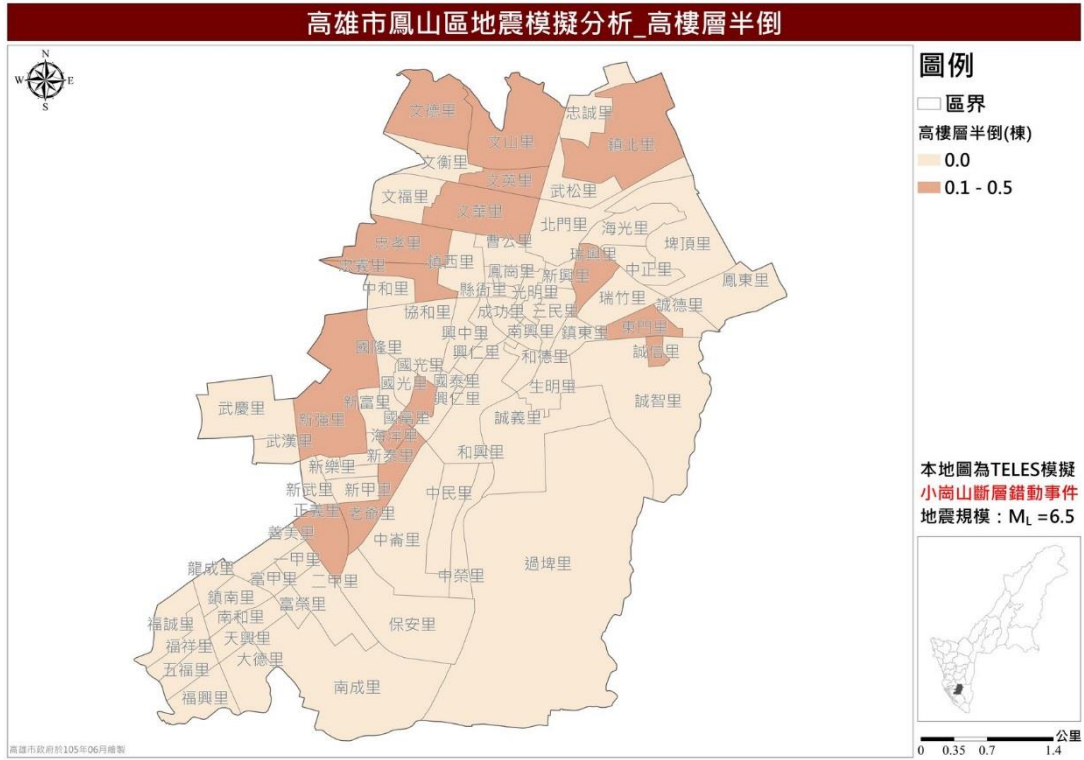 高雄市鳳山區地震模擬分析_高樓層半倒
N
W E
S
圖例
區界
高樓層半倒(棟)
0.0
0.1 - 0.5
文德里
忠誠里
文山里
鎮北里
文衡里
文英里
武松里
文福里
文華里
北門里
海光里
忠孝里
曹公里
埤頂里
瑞興里
忠義里
鎮西里
鳳崗里
新興里
中正里
鳳東里
中和里
縣衙里
光明里
瑞竹里
誠德里
協和里
成功里
三民里
興中里
南興里
鎮東里
東門里
國隆里
興仁里
和德里
誠信里
國光里
國光里
國泰里
生明里
武慶里
新富里
興仁里
誠智里
新強里
國富里
誠義里
武漢里
海洋里
新樂里
新泰里
和興里
新武里
新甲里
中民里
正義里
老爺里
善美里
中崙里
龍成里
一甲里
富甲里
二甲里
中榮里
過埤里
鎮南里
富榮里
南和里
福誠里
保安里
天興里
福祥里
大德里
五福里
南成里
福興里
本地圖為TELES模擬
小崗山斷層錯動事件
地震規模：ML =6.5
公里
0 0.35 0.7 1.4
高雄市政府於105年06月繪製